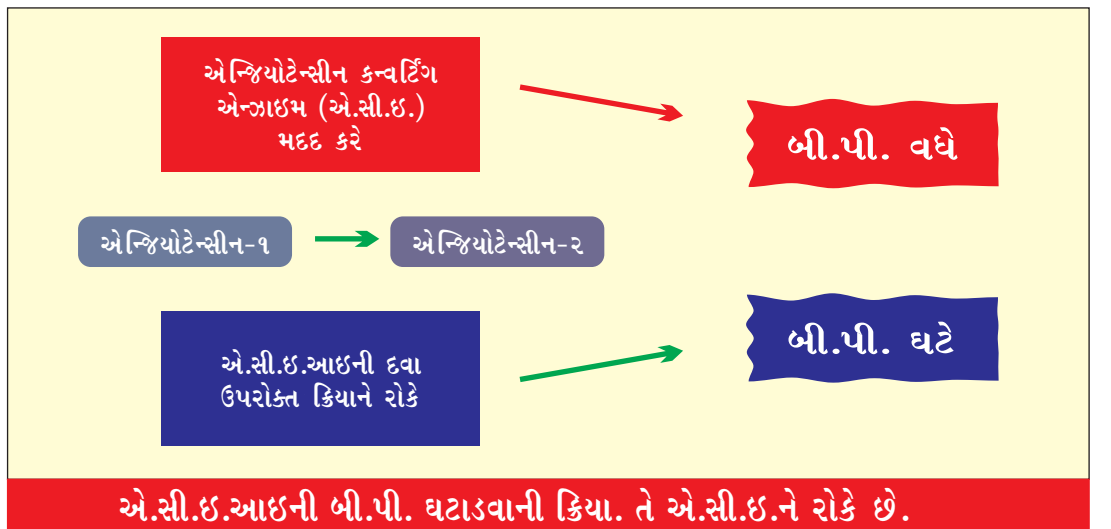 એન્જિયોટેન્સીન કન્વર્ટિંગ
એન્ઝાઇમ (એ.સી.ઇ.)
મદદ કરે
બી.પી. વધે
એન્જિયોટેન્સીન-૧
એન્જિયોટેન્સીન-૨
એ.સી.ઇ.આઇની દવા
ઉપરોક્ત ક્રિયાને રોકે
બી.પી. ઘટે
એ.સી.ઇ.આઇની બી.પી. ઘટાડવાની ક્રિયા. તે એ.સી.ઇ.ને રોકે છે.